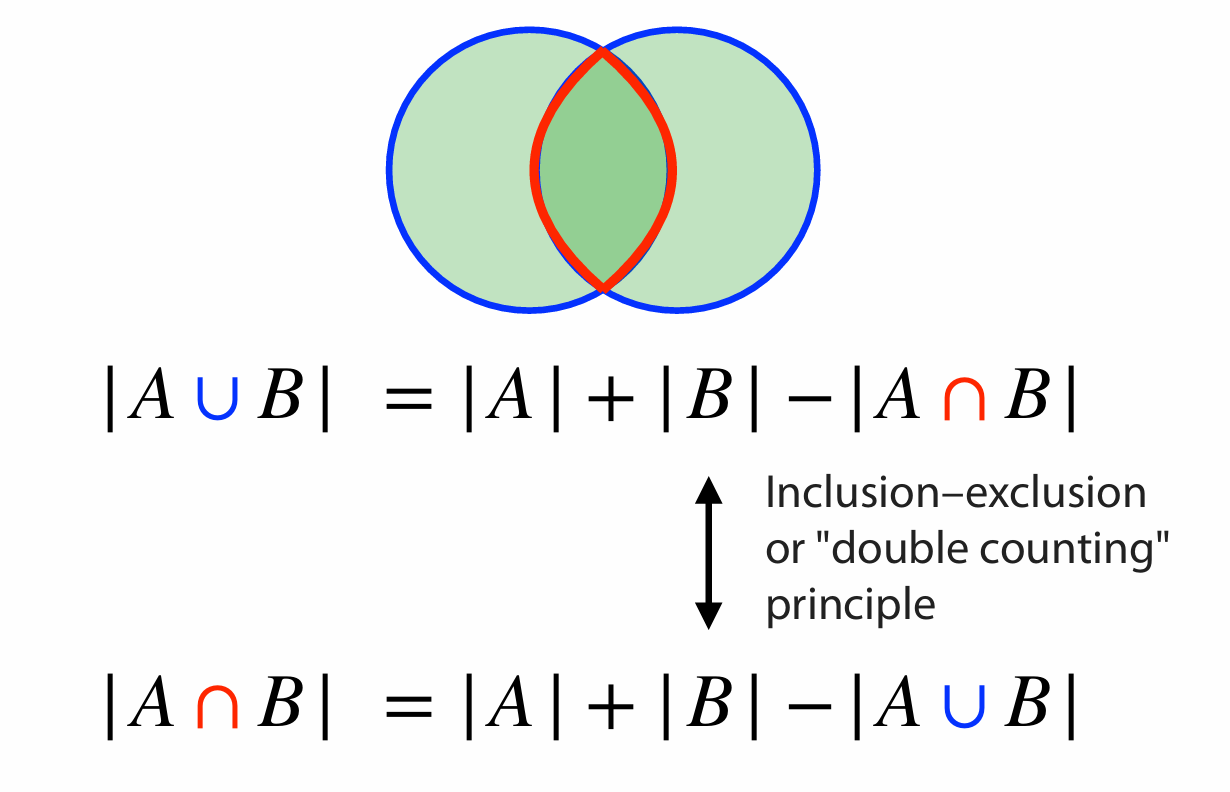 |A ∪ B| = |A| + |B| − |A ∩ B|
Inclusion–exclusion
or "double counting"
principle
|A ∩ B| = |A| + |B| − |A ∪ B|